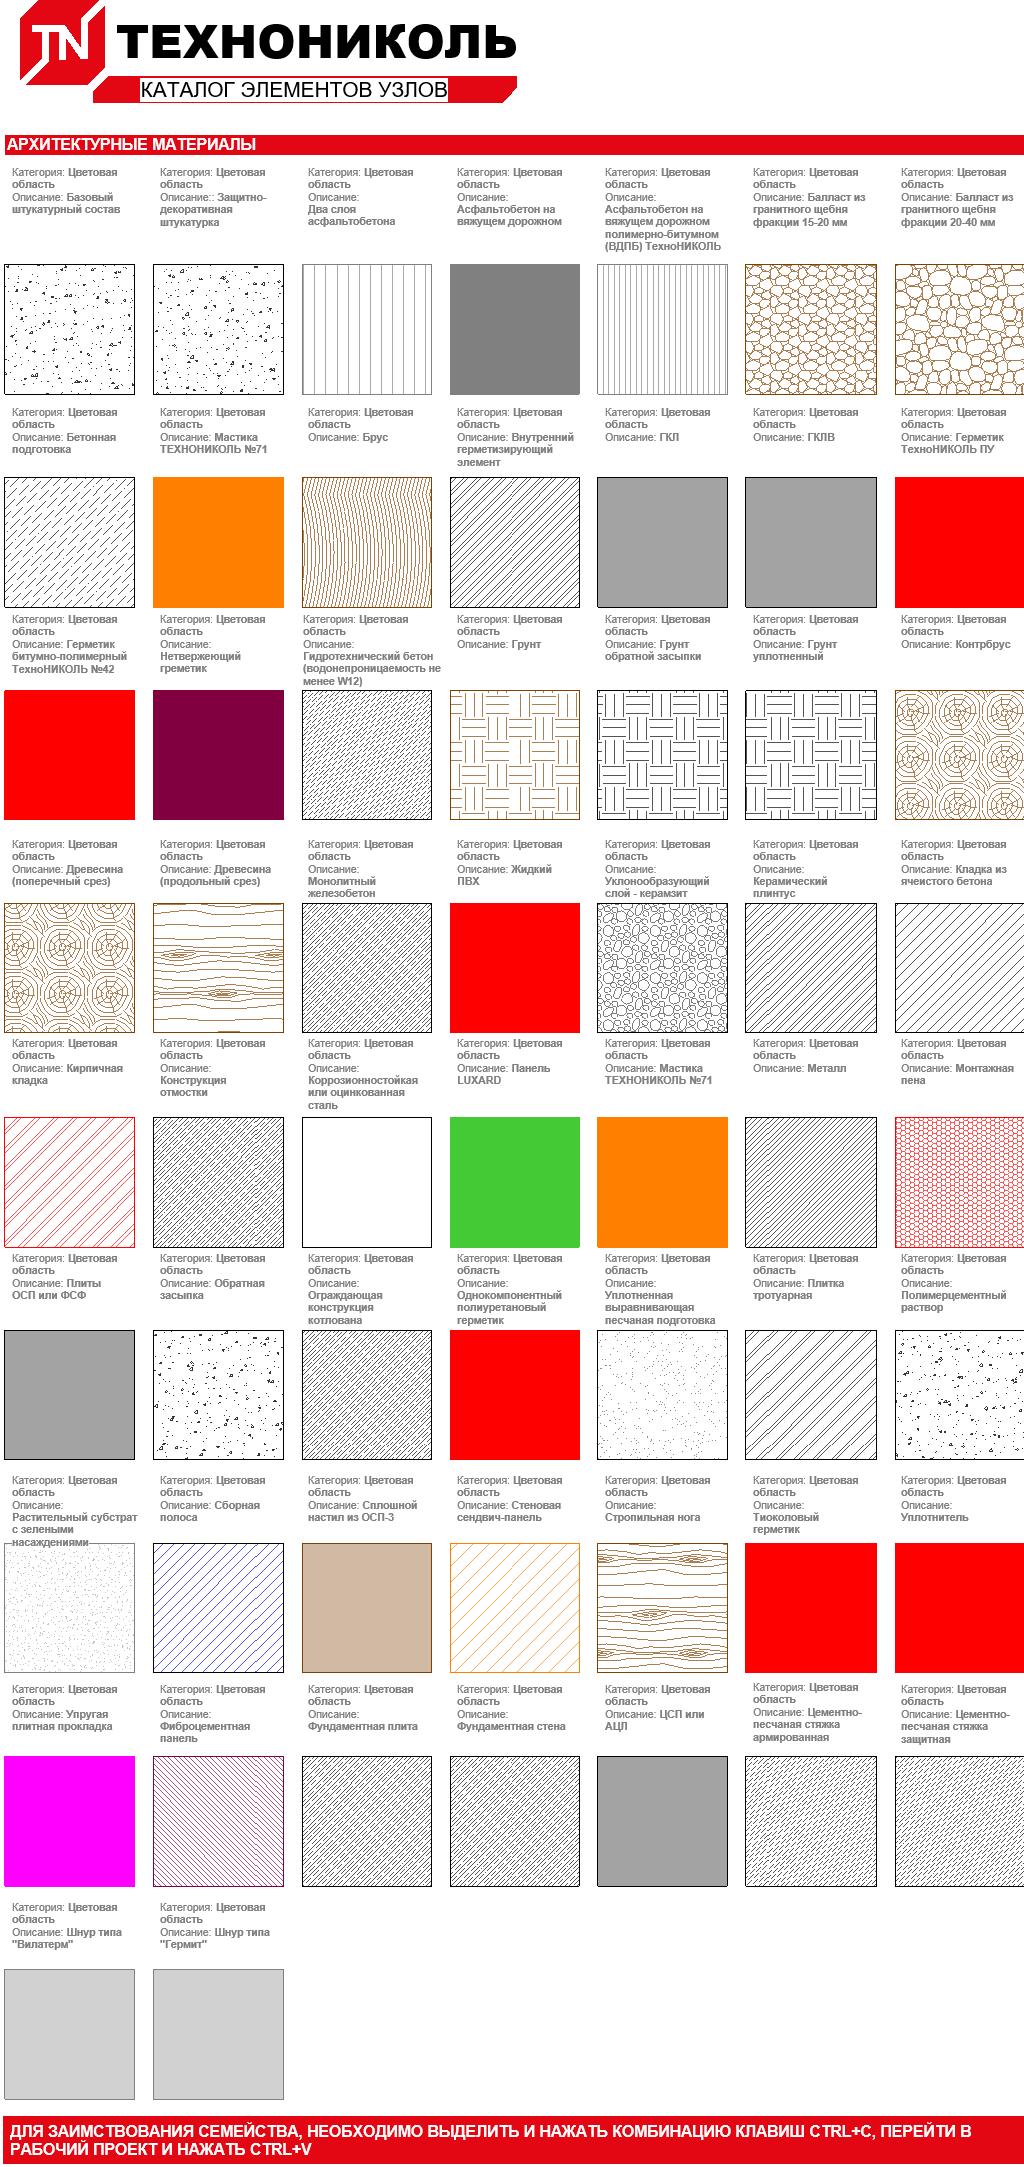 TN ТЕХНОНИКОЛЬ
КАТАЛОГ ЭЛЕМЕНТОВ УЗЛОВ
АРХИТЕКТУРНЫЕ МАТЕРИАЛЫ
Категория: Цветовая
область
Описание: Базовый
штукатурный состав
Категория: Цветовая
область
Описание:: Защитно-
декоративная
штукатурка
Категория: Цветовая
область
Описание:
Два слоя
асфальтобетона
Категория: Цветовая
область
Описание:
Асфальтобетон на
вяжущем дорожном
Категория: Цветовая
область
Описание:
Асфальтобетон на
вяжущем дорожном
полимерно-битумном
(ВДПБ) ТехноНИКОЛЬ
Категория: Цветовая
область
Описание: Балласт из
гранитного щебня
фракции 15-20 мм
Категория: Цветовая
область
Описание: Балласт из
гранитного щебня
фракции 20-40 мм
Категория: Цветовая
область
Описание: Бетонная
подготовка
Категория: Цветовая
область
Описание: Мастика
ТЕХНОНИКОЛЬ №71
Категория: Цветовая
область
Описание: Брус
Категория: Цветовая
область
Описание: Внутренний
герметизирующий
элемент
Категория: Цветовая
область
Описание: ГКЛ
Категория: Цветовая
область
Описание: ГКЛВ
Категория: Цветовая
область
Описание: Герметик
ТехноНИКОЛЬ ПУ
Категория: Цветовая
область
Описание: Герметик
битумно-полимерный
ТехноНИКОЛЬ №42
Категория: Цветовая
область
Описание:
Нетвержеющий
греметик
Категория: Цветовая
область
Описание:
Гидротехнический бетон
(водонепроницаемость не
менее W12)
Категория: Цветовая
область
Описание: Грунт
Категория: Цветовая
область
Описание: Грунт
обратной засыпки
Категория: Цветовая
область
Описание: Грунт
уплотненный
Категория: Цветовая
область
Описание: Контрбрус
Категория: Цветовая
область
Описание: Древесина
(поперечный срез)
Категория: Цветовая
область
Описание: Древесина
(продольный срез)
Категория: Цветовая
область
Описание:
Монолитный
железобетон
Категория: Цветовая
область
Описание: Жидкий
ПВХ
Категория: Цветовая
область
Описание:
Уклонообразующий
слой - керамзит
Категория: Цветовая
область
Описание:
Керамический
плинтус
Категория: Цветовая
область
Описание: Кладка из
ячеистого бетона
Категория: Цветовая
область
Описание: Кирпичная
кладка
Категория: Цветовая
область
Описание:
Конструкция
отмостки
Категория: Цветовая
область
Описание:
Коррозионностойкая
или оцинкованная
сталь
Категория: Цветовая
область
Описание: Панель
LUXARD
Категория: Цветовая
область
Описание: Мастика
ТЕХНОНИКОЛЬ №71
Категория: Цветовая
область
Описание: Металл
Категория: Цветовая
область
Описание: Монтажная
пена
Категория: Цветовая
область
Описание: Плиты
ОСП или ФСФ
Категория: Цветовая
область
Описание: Обратная
засыпка
Категория: Цветовая
область
Описание:
Ограждающая
конструкция
котлована
Категория: Цветовая
область
Описание:
Однокомпонентный
полиуретановый
герметик
Категория: Цветовая
область
Описание:
Уплотненная
выравнивающая
песчаная подготовка
Категория: Цветовая
область
Описание: Плитка
тротуарная
Категория: Цветовая
область
Описание:
Полимерцементный
раствор
Категория: Цветовая
область
Описание:
Растительный субстрат
с зелеными
насаждениями
Категория: Цветовая
область
Описание: Сборная
полоса
Категория: Цветовая
область
Описание: Сплошной
настил из ОСП-3
Категория: Цветовая
область
Описание: Стеновая
сендвич-панель
Категория: Цветовая
область
Описание:
Стропильная нога
Категория: Цветовая
область
Описание:
Тиоколовый
герметик
Категория: Цветовая
область
Описание:
Уплотнитель
Категория: Цветовая
область
Описание: Упругая
плитная прокладка
Категория: Цветовая
область
Описание:
Фиброцементная
панель
Категория: Цветовая
область
Описание:
Фундаментная плита
Категория: Цветовая
область
Описание:
Фундаментная стена
Категория: Цветовая
область
Описание: ЦСП или
АЦЛ
Категория: Цветовая
область
Описание: Цементно-
песчаная стяжка
армированная
Категория: Цветовая
область
Описание: Цементно-
песчаная стяжка
защитная
Категория: Цветовая
область
Описание: Шнур типа
"Вилатерм"
Категория: Цветовая
область
Описание: Шнур типа
"Гермит"
ДЛЯ ЗАИМСТВОВАНИЯ СЕМЕЙСТВА, НЕОБХОДИМО ВЫДЕЛИТЬ И НАЖАТЬ КОМБИНАЦИЮ КЛАВИШ CTRL+C, ПЕРЕЙТИ В
РАБОЧИЙ ПРОЕКТ И НАЖАТЬ CTRL+V